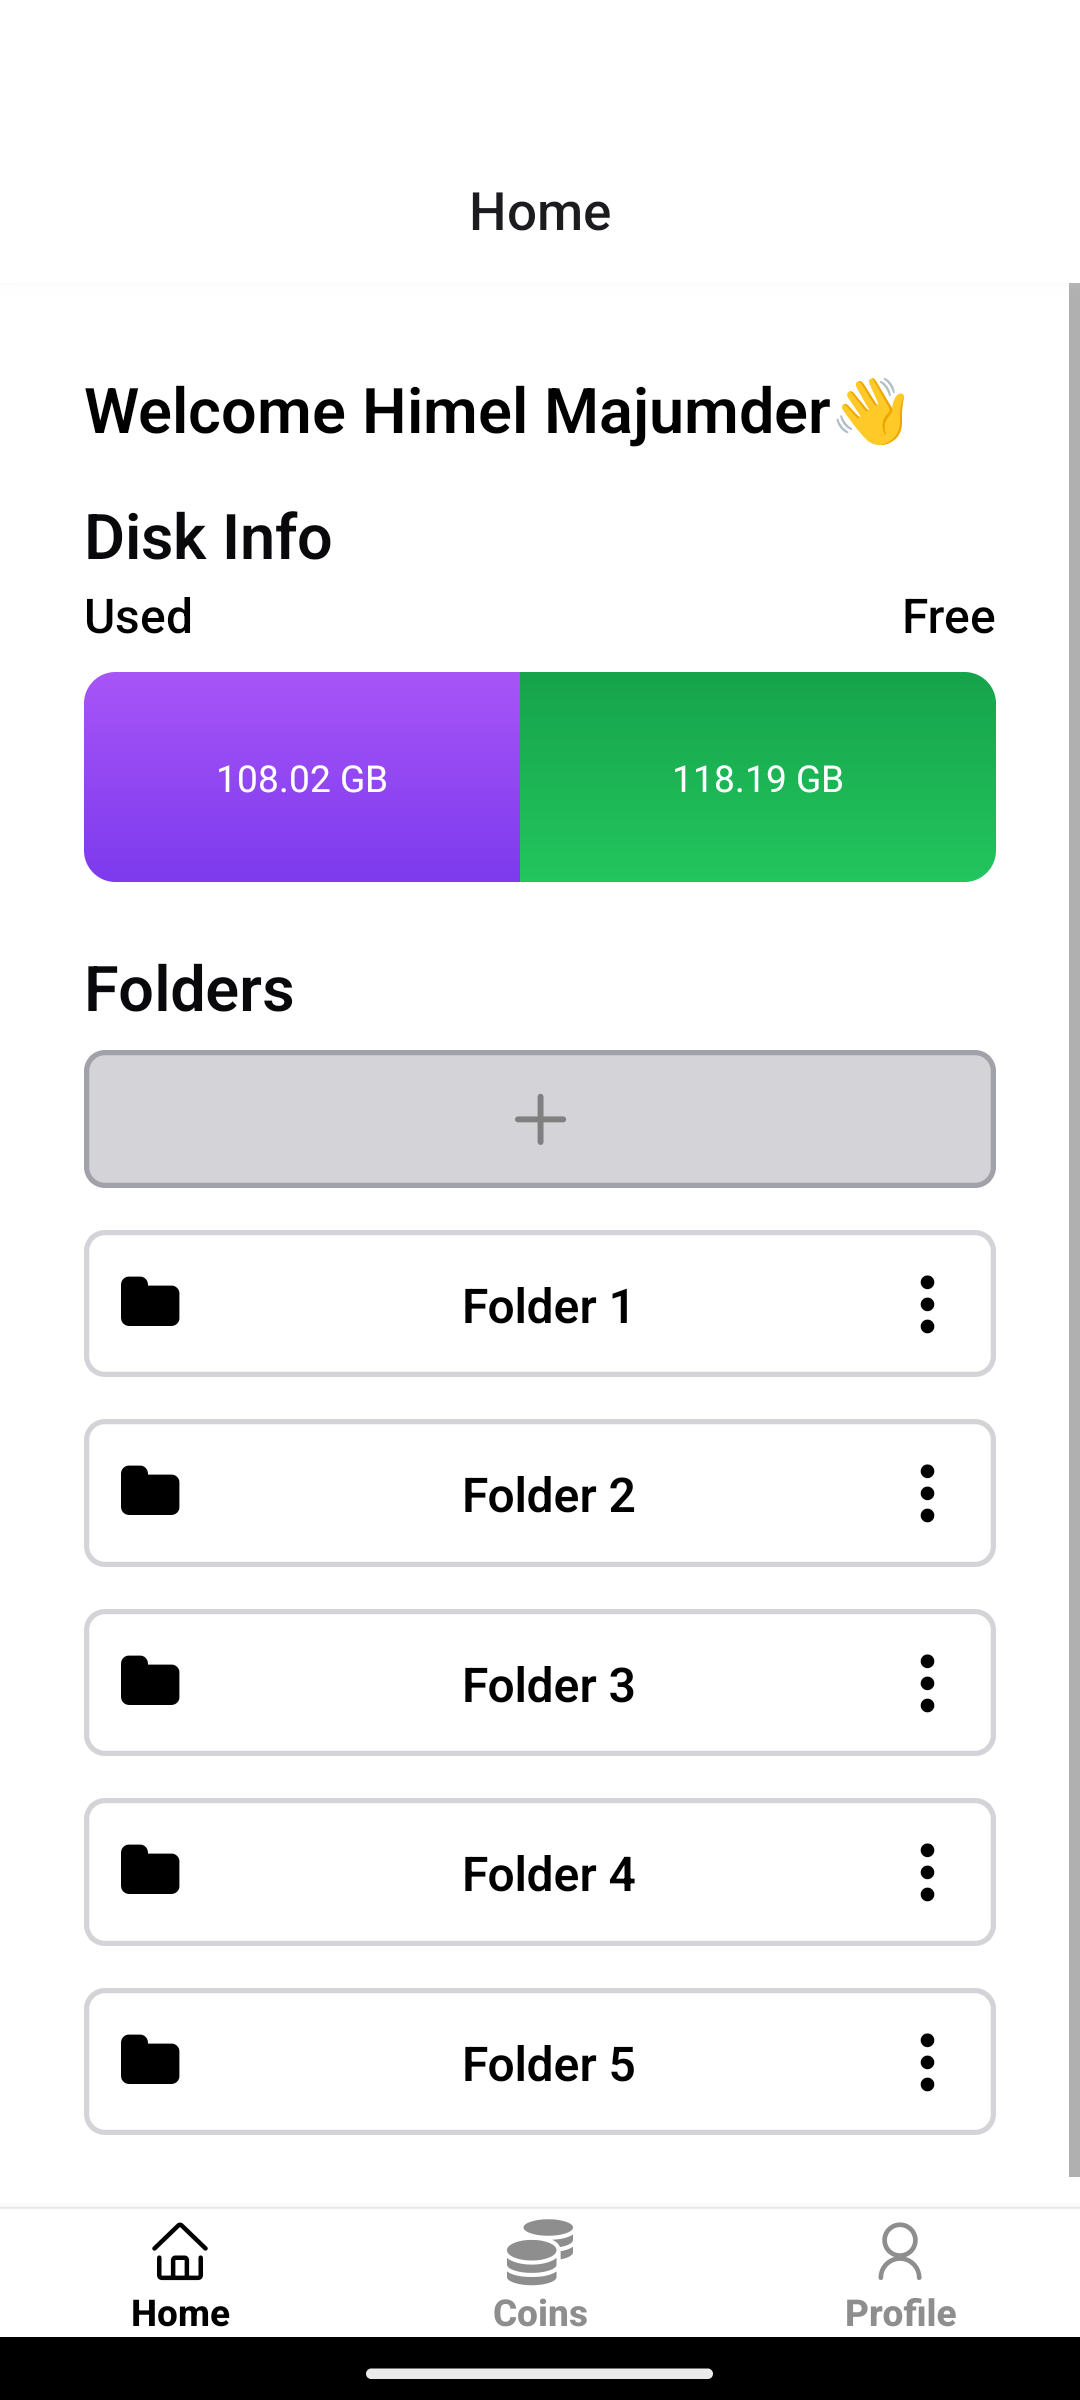 Home
Welcome Himel Majumder👋
Disk Info
Used Free
108.02 GB 118.19 GB
Folders
Folder 1
Folder 2
Folder 3
Folder 4
Folder 5
Home Coins Profile